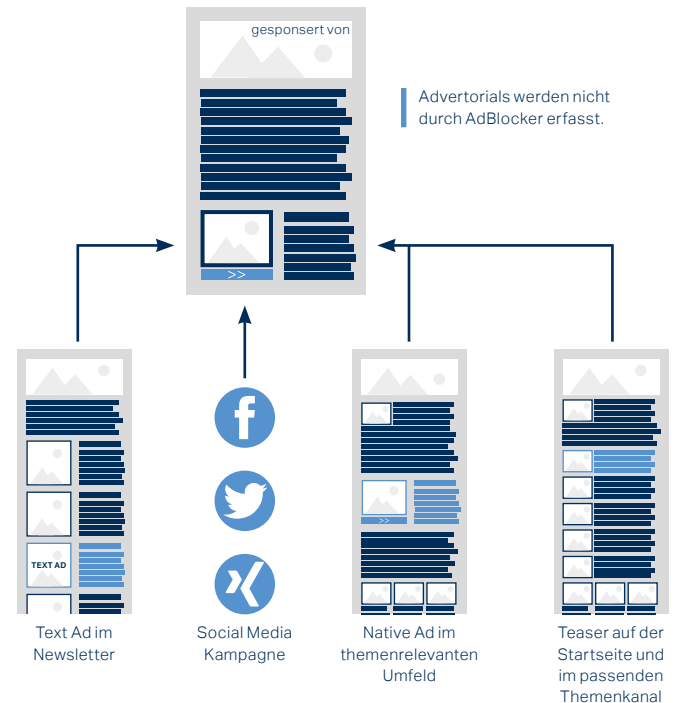 gesponsert von
Advertorials werden nicht
durch AdBlocker erfasst.
>>
>>
TEXT AD
Text Ad im
Newsletter
Social Media
Kampagne
Native Ad im
themenrelevanten
Umfeld
Teaser auf der
Startseite und
im passenden
Themenkanal